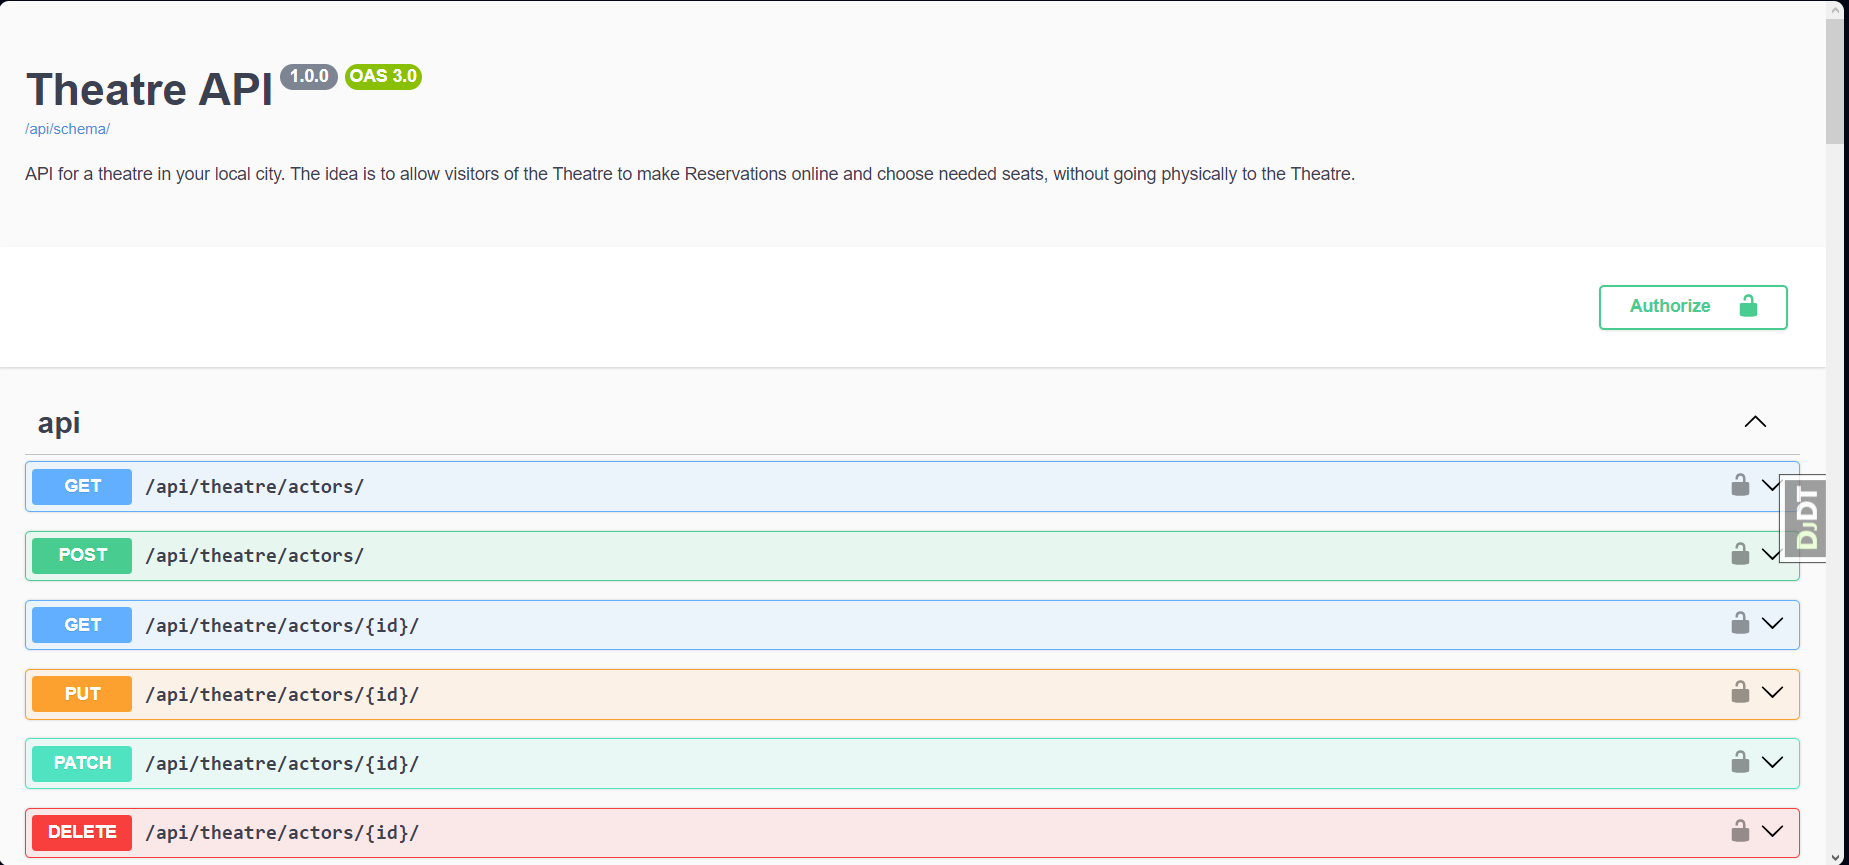 Theatre API 1.0.0 OAS 3.0
/api/schema/
API for a theatre in your local city. The idea is to allow visitors of the Theatre to make Reservations online and choose needed seats, without going physically to the Theatre.
Authorize
api
GET /api/theatre/actors/
POST /api/theatre/actors/
GET /api/theatre/actors/{id}/
PUT /api/theatre/actors/{id}/
PATCH /api/theatre/actors/{id}/
DELETE /api/theatre/actors/{id}/
DjDT